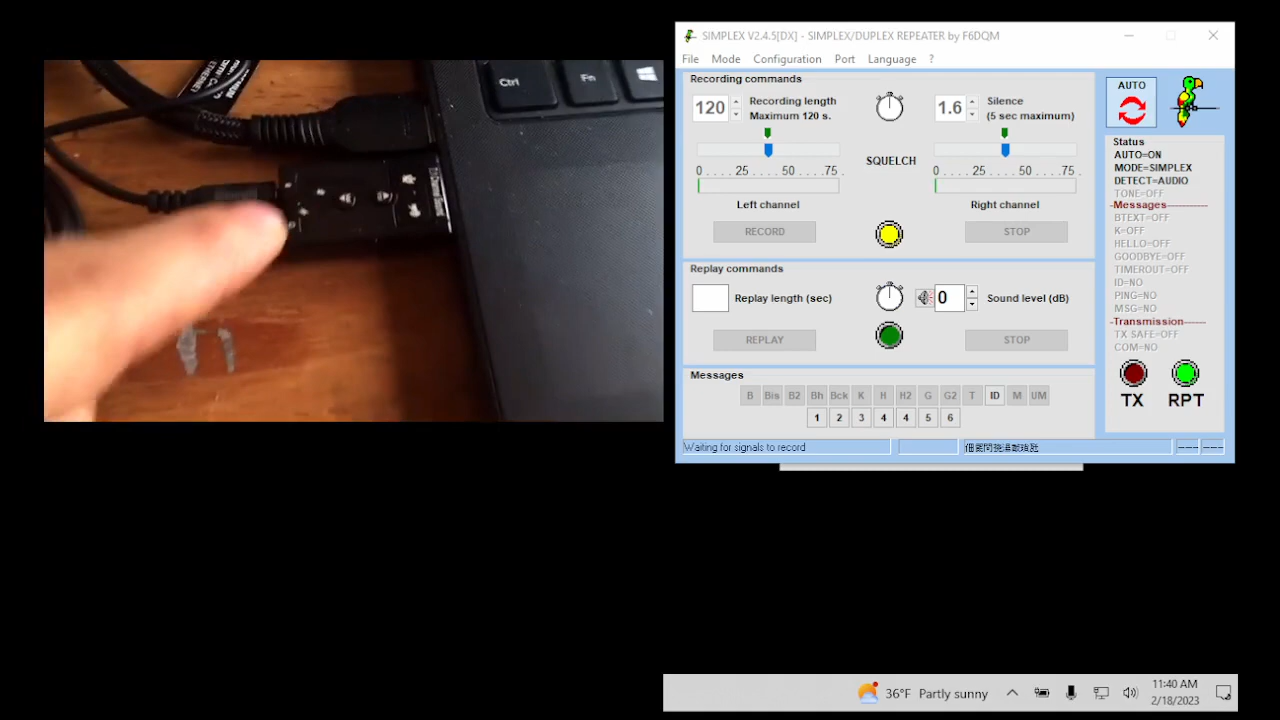 SIMPLEX V2.4.5[DX] - SIMPLEX/DUPLEX REPEATER by F6DQM
File Mode Configuration Port Language ?
Recording commands
120 Recording length
Maximum 120 s.
1.6 Silence
(5 sec maximum)
SQUELCH
0 . . . . 25 . . . . 50 . . . . 75 .
0 . . . . 25 . . . . 50 . . . . 75 .
Left channel
Right channel
RECORD
STOP
Replay commands
Replay length (sec)
0 Sound level (dB)
REPLAY
STOP
Messages
B Bis B2 Bh Bck K H H2 G G2 T ID M UM
1 2 3 4 4 5 6
Waiting for signals to record
--- ---
AUTO
Status
AUTO=ON
MODE=SIMPLEX
DETECT=AUDIO
TONE=OFF
-Messages-----------
BTEXT=OFF
K=OFF
HELLO=OFF
GOODBYE=OFF
TIMEROUT=OFF
ID=NO
PING=NO
MSG=NO
-Transmission------
TX SAFE=OFF
COM=NO
TX RPT
Ctrl Fn
ETHERNET
36°F Partly sunny
11:40 AM
2/18/2023